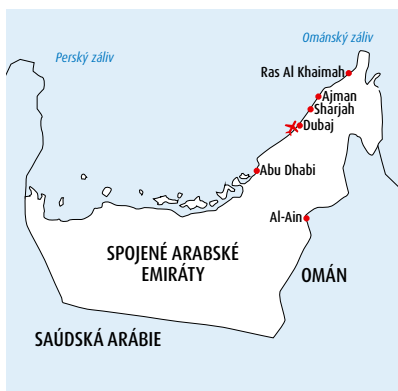 Ománský záliv
Perský záliv
Ras Al Khaimah
Ajman
Sharjah
Dubaj
Abu Dhabi
Al-Ain
SPOJENÉ ARABSKÉ
EMIRÁTY
OMÁN
SAÚDSKÁ ARÁBIE